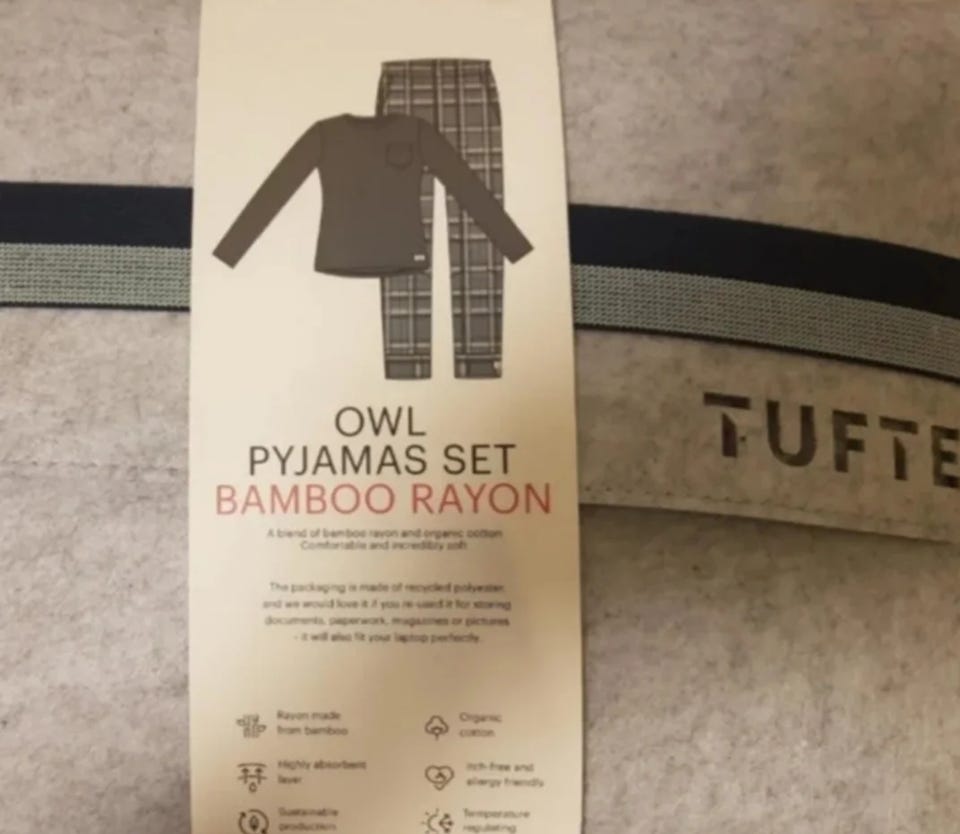 OWL
PYJAMAS SET
BAMBOO RAYON
A blend of bamboo rayon and organic cotton
Comfortable and incredibly soft
The packaging is made of recycled polyester
and we would love it if you re-used it for storing
documents, paperwork, magazines or pictures
- it will also fit your laptop perfectly.
Rayon made
from bamboo
Organic
cotton
Highly absorbent
layer
Itch-free and
allergy friendly
Sustainable
production
Temperature
regulating
TUFTE